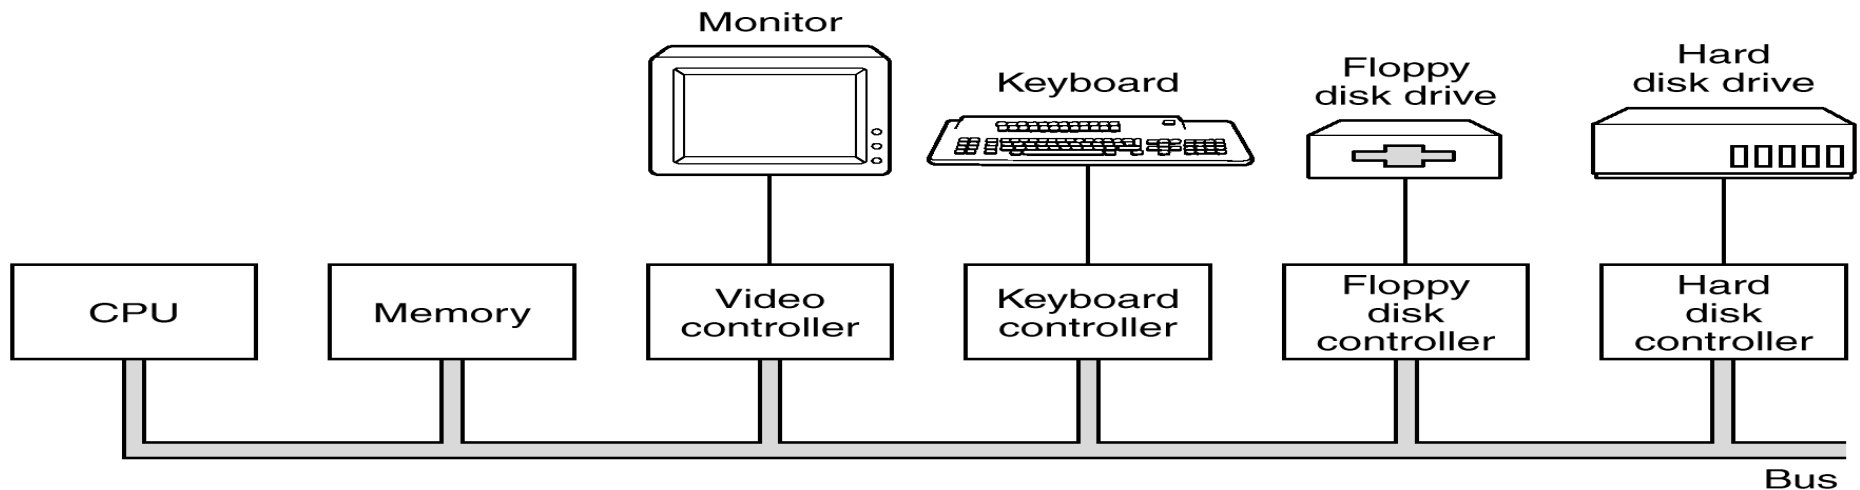 Monitor
Keyboard
Floppy
disk drive
Hard
disk drive
CPU
Memory
Video
controller
Keyboard
controller
Floppy
disk
controller
Hard
disk
controller
Bus